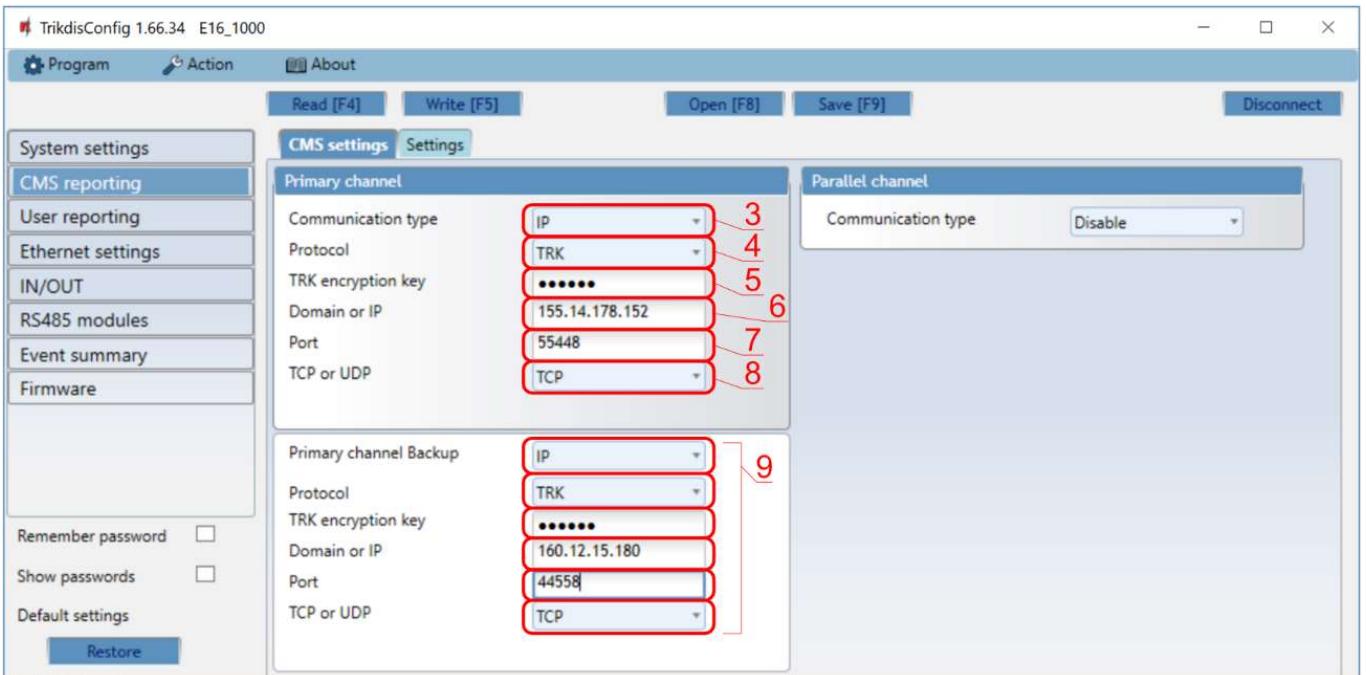 TrikdisConfig 1.66.34 E16_1000
Program Action About
Read [F4] Write [F5] Open [F8] Save [F9] Disconnect
System settings
CMS reporting
User reporting
Ethernet settings
IN/OUT
RS485 modules
Event summary
Firmware
Remember password
Show passwords
Default settings
Restore
CMS settings Settings
Primary channel
Communication type IP 3
Protocol TRK 4
TRK encryption key ●●●●●● 5
Domain or IP 155.14.178.152 6
Port 55448 7
TCP or UDP TCP 8
Primary channel Backup IP 9
Protocol TRK
TRK encryption key ●●●●●●
Domain or IP 160.12.15.180
Port 44558
TCP or UDP TCP
Parallel channel
Communication type Disable